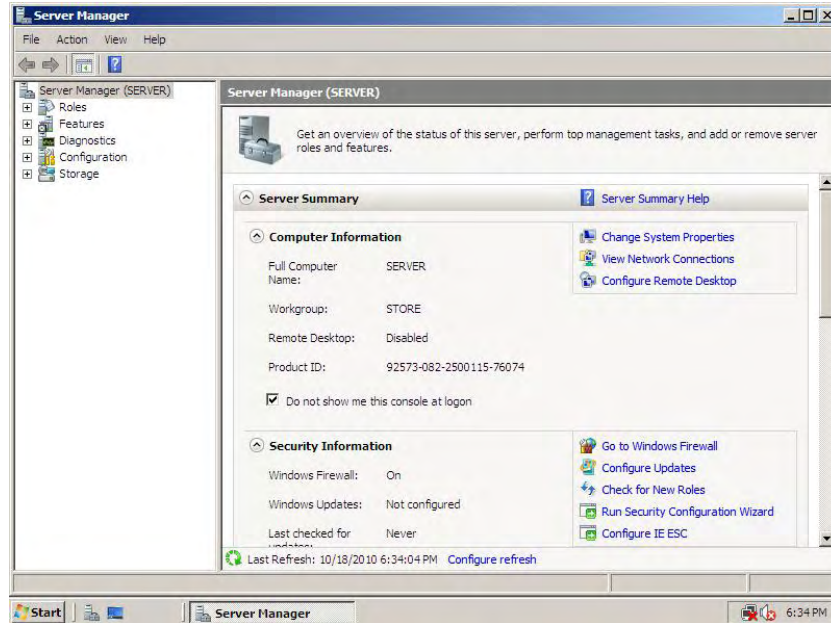 Server Manager
File Action View Help
Server Manager (SERVER)
Roles
Features
Diagnostics
Configuration
Storage
Server Manager (SERVER)
Get an overview of the status of this server, perform top management tasks, and add or remove server
roles and features.
Server Summary
Server Summary Help
Computer Information
Full Computer
Name:
SERVER
Workgroup: STORE
Remote Desktop: Disabled
Product ID: 92573-082-2500115-76074
Do not show me this console at logon
Change System Properties
View Network Connections
Configure Remote Desktop
Security Information
Windows Firewall: On
Windows Updates: Not configured
Last checked for
updates:
Never
Go to Windows Firewall
Configure Updates
Check for New Roles
Run Security Configuration Wizard
Configure IE ESC
Last Refresh: 10/18/2010 6:34:04 PM Configure refresh
Start
Server Manager
6:34 PM